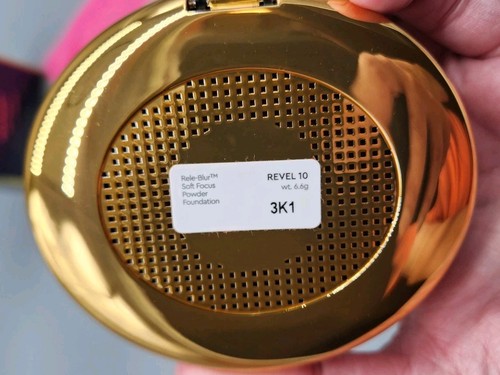 Rele-Blur™
Soft Focus
Powder
Foundation
REVEL 10
wt. 6.6g
3K1